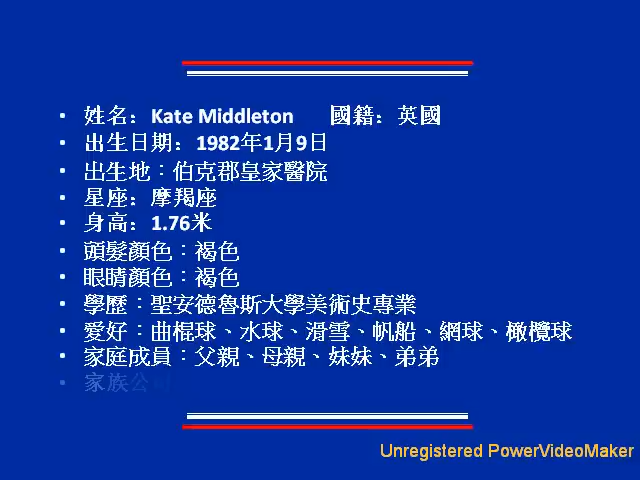 • 姓名：Kate Middleton 國籍：英國
• 出生日期：1982年1月9日
• 出生地：伯克郡皇家醫院
• 星座：摩羯座
• 身高：1.76米
• 頭髮顏色：褐色
• 眼睛顏色：褐色
• 學歷：聖安德魯斯大學美術史專業
• 愛好：曲棍球、水球、滑雪、帆船、網球、橄欖球
• 家庭成員：父親、母親、妹妹、弟弟
• 家族公司
Unregistered PowerVideoMaker